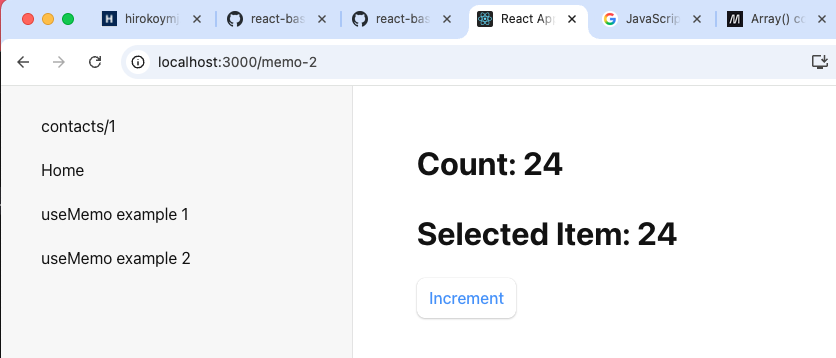 hirokoymj
react-bas
react-bas
React App
JavaScrip
Array() co
localhost:3000/memo-2
contacts/1
Home
useMemo example 1
useMemo example 2
Count: 24
Selected Item: 24
Increment